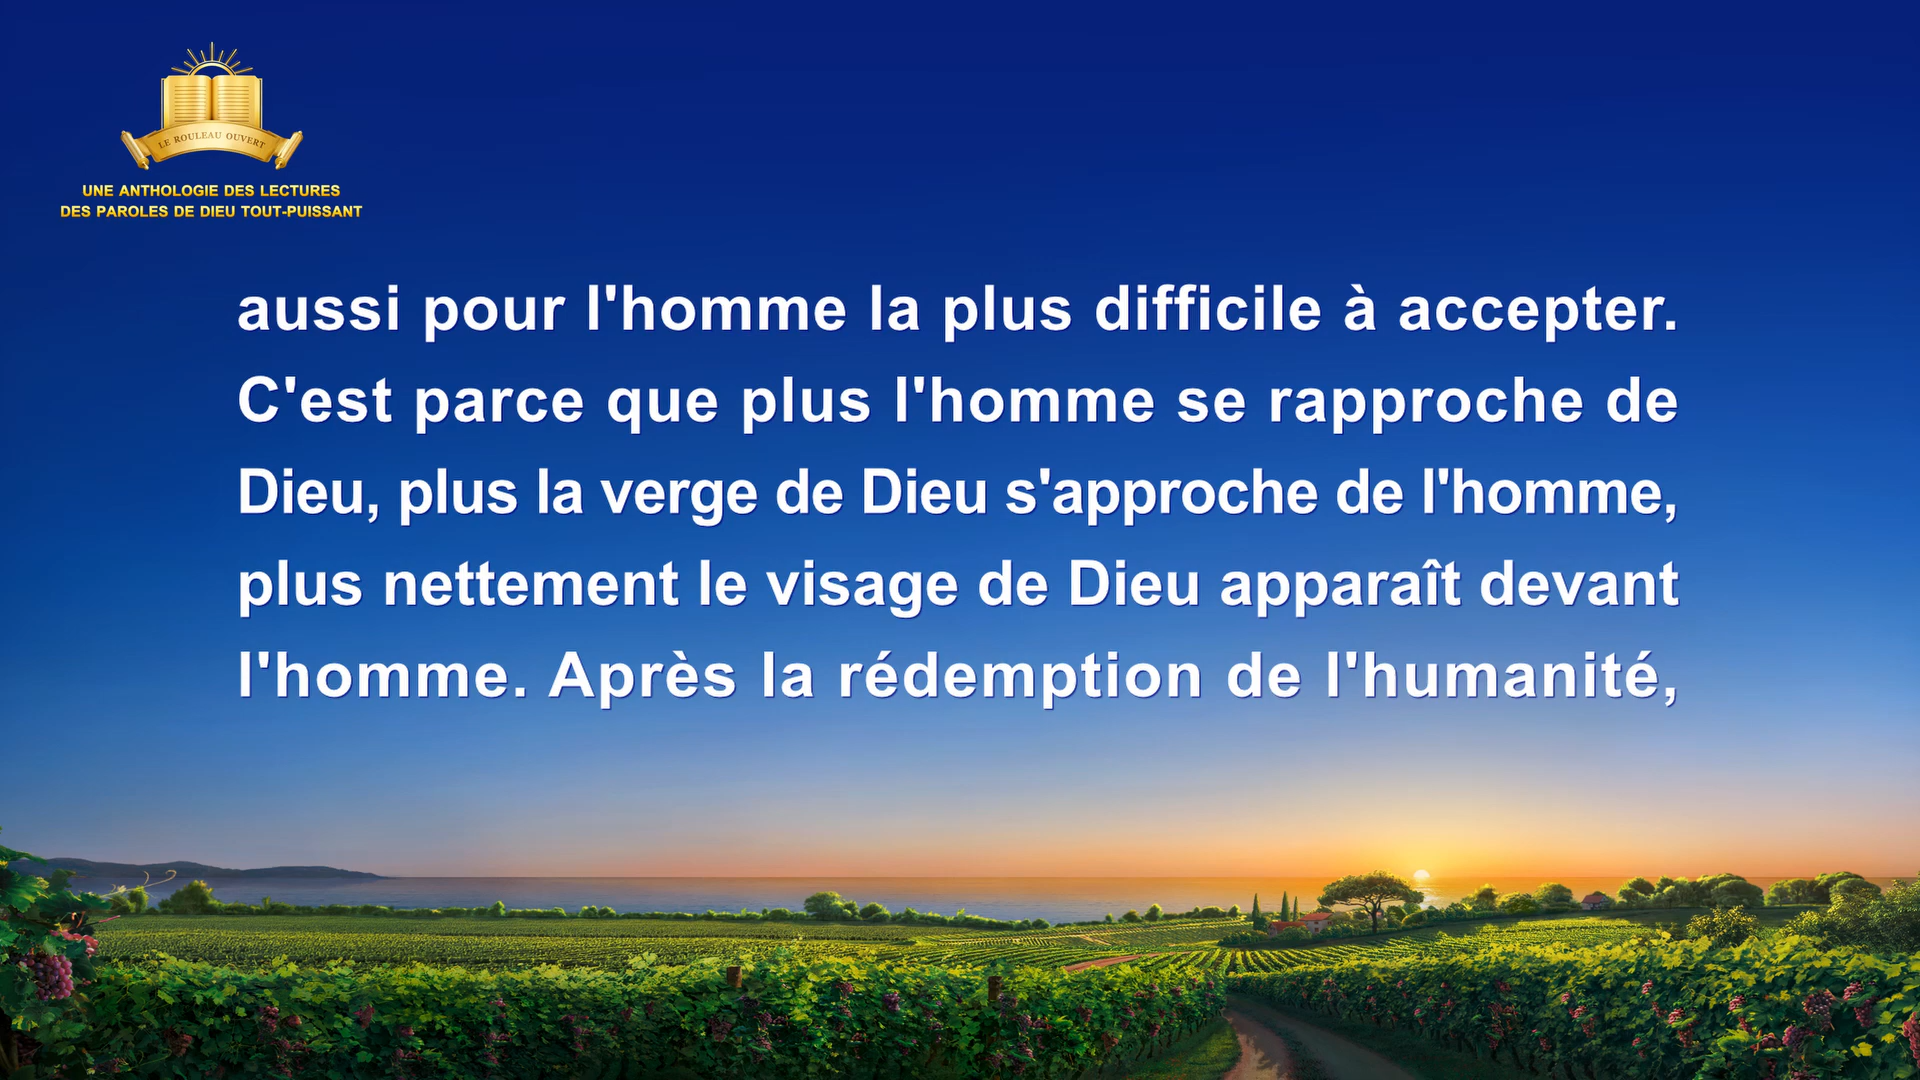 LE ROULEAU OUVERT
UNE ANTHOLOGIE DES LECTURES
DES PAROLES DE DIEU TOUT-PUISSANT
aussi pour l'homme la plus difficile à accepter.
C'est parce que plus l'homme se rapproche de
Dieu, plus la verge de Dieu s'approche de l'homme,
plus nettement le visage de Dieu apparaît devant
l'homme. Après la rédemption de l'humanité,